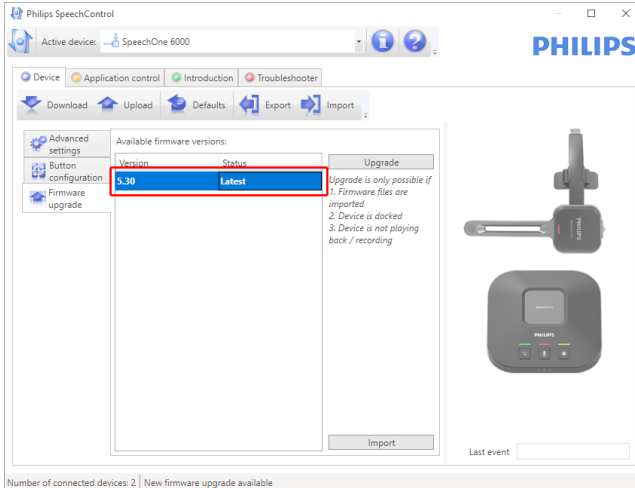 Philips SpeechControl
Active device: SpeechOne 6000
PHILIPS
Device Application control Introduction Troubleshooter
Download Upload Defaults Export Import
Advanced
settings
Button
configuration
Firmware
upgrade
Available firmware versions:
Version Status
5.30 Latest
Upgrade
Upgrade is only possible if
1. Firmware files are
imported
2. Device is docked
3. Device is not playing
back / recording
Import
PHILIPS
PHILIPS
Last event
Number of connected devices: 2 New firmware upgrade available